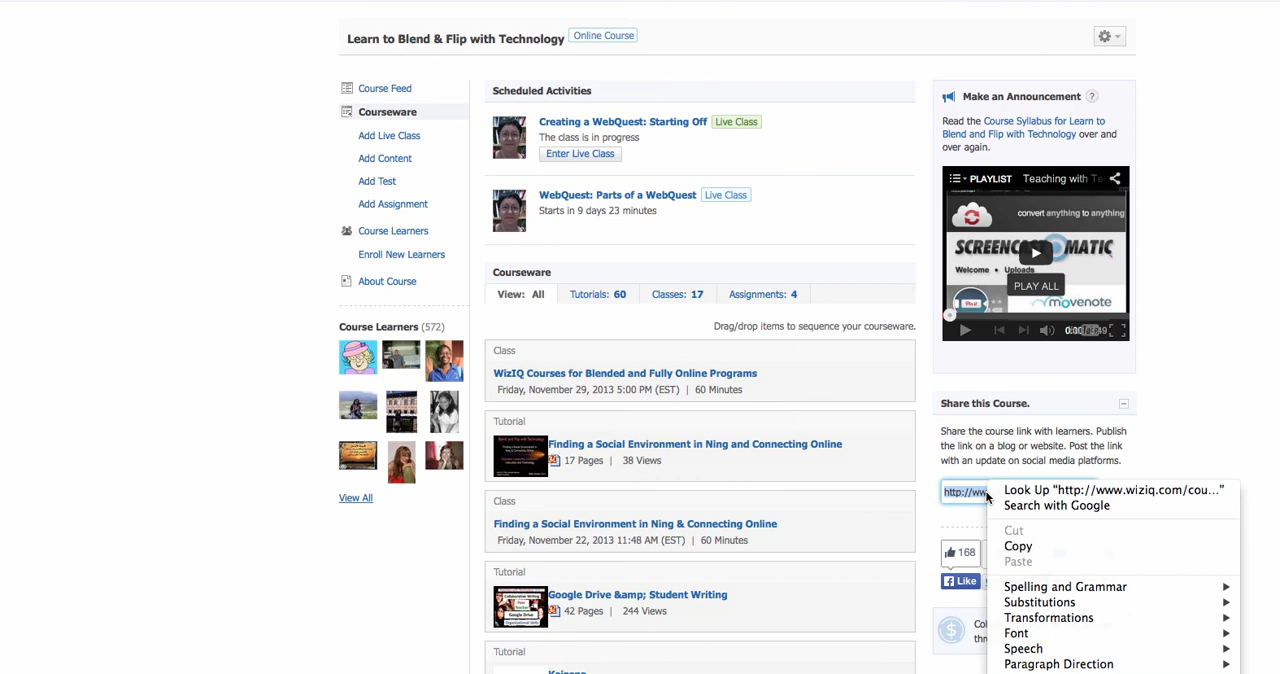 Learn to Blend & Flip with Technology Online Course
Course Feed
Courseware
Add Live Class
Add Content
Add Test
Add Assignment
Course Learners
Enroll New Learners
About Course
Course Learners (572)
View All
Scheduled Activities
Creating a WebQuest: Starting Off Live Class
The class is in progress
Enter Live Class
WebQuest: Parts of a WebQuest Live Class
Starts in 9 days 23 minutes
Courseware
View: All Tutorials: 60 Classes: 17 Assignments: 4
Drag/drop items to sequence your courseware.
Class
WizIQ Courses for Blended and Fully Online Programs
Friday, November 29, 2013 5:00 PM (EST) | 60 Minutes
Tutorial
Finding a Social Environment in Ning and Connecting Online
17 Pages | 38 Views
Class
Finding a Social Environment in Ning & Connecting Online
Friday, November 22, 2013 11:48 AM (EST) | 60 Minutes
Tutorial
Google Drive &amp; Student Writing
42 Pages | 244 Views
Tutorial
Make an Announcement ?
Read the Course Syllabus for Learn to
Blend and Flip with Technology over and
over again.
PLAYLIST Teaching with Te
convert anything to anything
SCREENCAST O MATIC
Welcome • Uploads
PLAY ALL
movenote
Share this Course.
Share the course link with learners. Publish
the link on a blog or website. Post the link
with an update on social media platforms.
http://ww
168
Like
Look Up “http://www.wiziq.com/cou...”
Search with Google
Cut
Copy
Paste
Spelling and Grammar
Substitutions
Transformations
Font
Speech
Paragraph Direction